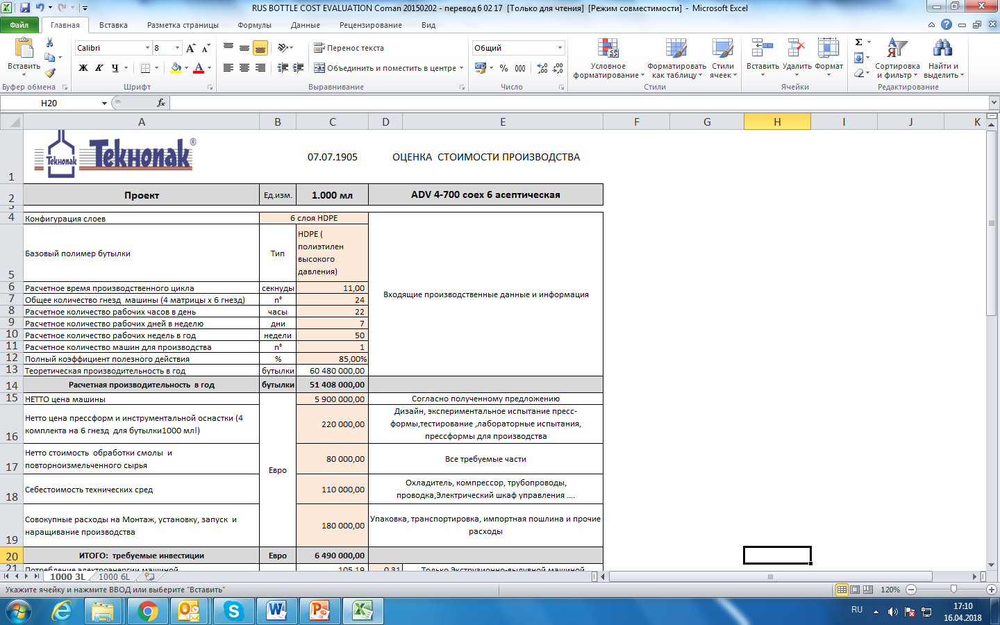 RUS BOTTLE COST EVALUATION Coman 20150202 - перевод 6 02 17 [Только для чтения] [Режим совместимости] - Microsoft Excel
Файл Главная Вставка Разметка страницы Формулы Данные Рецензирование Вид
Вставить
Calibri 8
Ж К Ч
Перенос текста
Объединить и поместить в центре
Общий
% 000
Условное форматирование
Форматировать как таблицу
Стили ячеек
Вставить Удалить Формат
Сортировка и фильтр
Найти и выделить
Буфер обмена Шрифт Выравнивание Число Стили Ячейки Редактирование
H20 fx
A B C D E F G H I J K
Teknopak Teknopak ®
1 07.07.1905 ОЦЕНКА СТОИМОСТИ ПРОИЗВОДСТВА
2 Проект Ед.изм. 1.000 мл ADV 4-700 соех 6 асептическая
3
4 Конфигурация слоев 6 слоя HDPE
5 Базовый полимер бутылки Тип HDPE ( полиэтилен высокого давления)
6 Расчетное время производственного цикла секнуды 11,00
Входящие производственные данные и информация
7 Общее количество гнезд машины (4 матрицы х 6 гнезд) n° 24
8 Расчетное количество рабочих часов в день часы 22
9 Расчетное количество рабочих дней в неделю дни 7
10 Расчетное количество рабочих недель в год недели 50
11 Расчетное количество машин для производства n° 1
12 Полный коэффициент полезного действия % 85,00%
13 Теоретическая производительность в год бутылки 60 480 000,00
14 Расчетная производительность в год бутылки 51 408 000,00
15 НЕТТО цена машины 5 900 000,00 Согласно полученному предложению
16 Нетто цена прессформ и инструментальной оснастки (4 комплекта на 6 гнезд для бутылки1000 млl) 220 000,00 Дизайн, экспериментальное испытание пресс-формы,тестирование ,лабораторные испытания, прессформы для производства
17 Нетто стоимость обработки смолы и повторноизмельченного сырья 80 000,00 Все требуемые части
Евро
18 Себестоимость технических сред 110 000,00 Охладитель, компрессор, трубопроводы, проводка,Электрический шкаф управления ....
19 Совокупные расходы на Монтаж, установку, запуск и наращивание производства 180 000,00 Упаковка, транспортировка, импортная пошлина и прочие расходы
20 ИТОГО: требуемые инвестиции Евро 6 490 000,00
21 Потребление электроэнергии машиной 105,19 0,31 Только Экструзионно-выдувной машиной
1000 3L 1000 6L
Укажите ячейку и нажмите ВВОД или выберите "Вставить" 120%
RU 17:10
16.04.2018